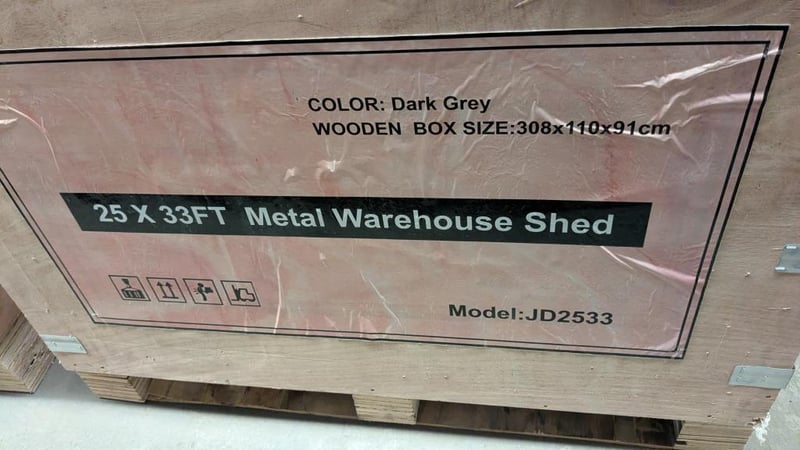 COLOR: Dark Grey
WOODEN BOX SIZE:308x110x91cm
25 X 33FT Metal Warehouse Shed
Model:JD2533